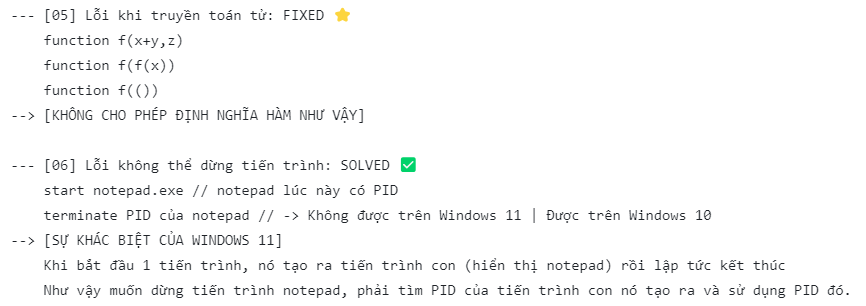 --- [05] Lỗi khi truyền toán tử: FIXED ⭐
function f(x+y,z)
function f(f(x))
function f(())
--> [KHÔNG CHO PHÉP ĐỊNH NGHĨA HÀM NHƯ VẬY]
--- [06] Lỗi không thể dừng tiến trình: SOLVED ✅
start notepad.exe // notepad lúc này có PID
terminate PID của notepad // -> Không được trên Windows 11 | Được trên Windows 10
--> [SỰ KHÁC BIỆT CỦA WINDOWS 11]
Khi bắt đầu 1 tiến trình, nó tạo ra tiến trình con (hiển thị notepad) rồi lập tức kết thúc
Như vậy muốn dừng tiến trình notepad, phải tìm PID của tiến trình con nó tạo ra và sử dụng PID đó.